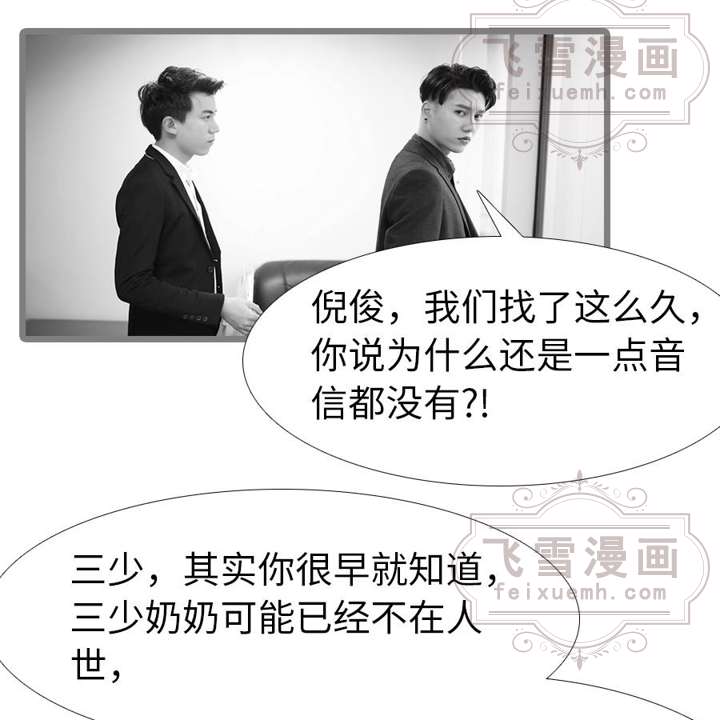 飞雪漫画
feixuemh.com
倪俊，我们找了这么久，
你说为什么还是一点音
信都没有?!
飞雪漫画
feixuemh.com
三少，其实你很早就知道，
三少奶奶可能已经不在人
世，